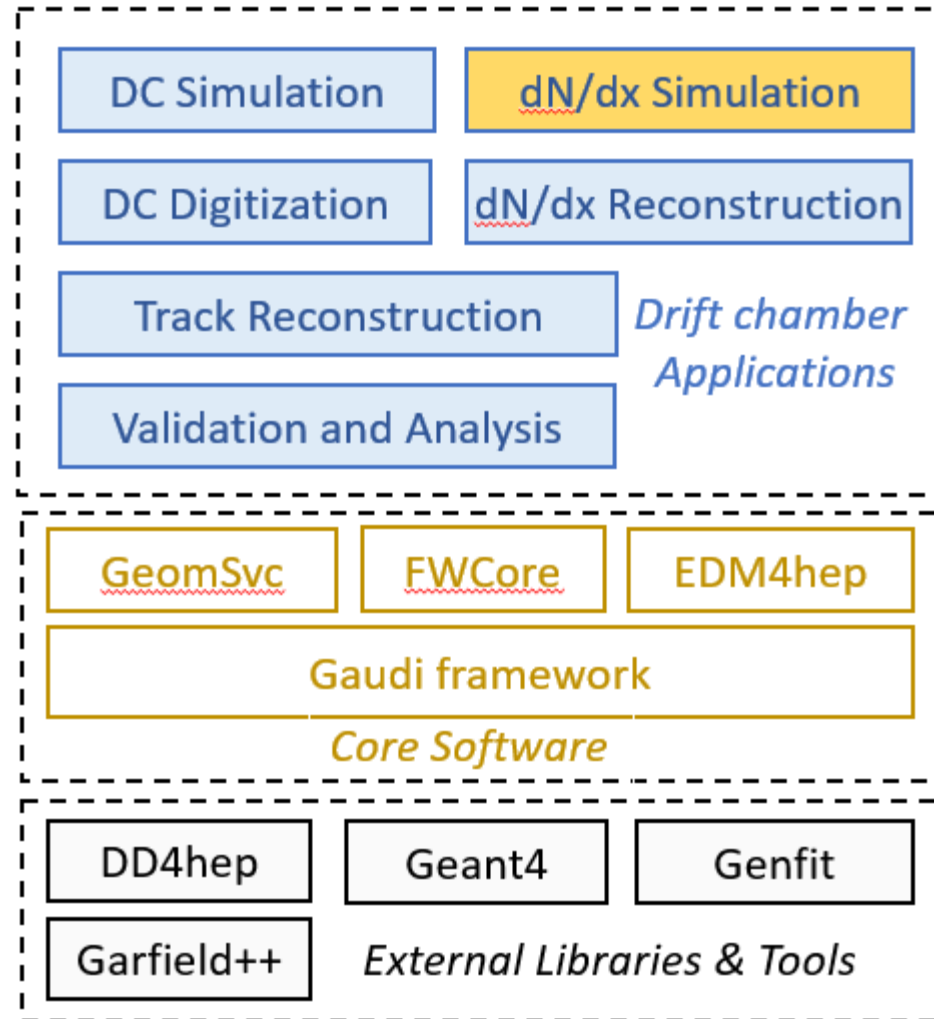 DC Simulation
dN/dx Simulation
DC Digitization
dN/dx Reconstruction
Track Reconstruction
Drift chamber
Applications
Validation and Analysis
GeomSvc
FWCore
EDM4hep
Gaudi framework
Core Software
DD4hep
Geant4
Genfit
Garfield++
External Libraries & Tools